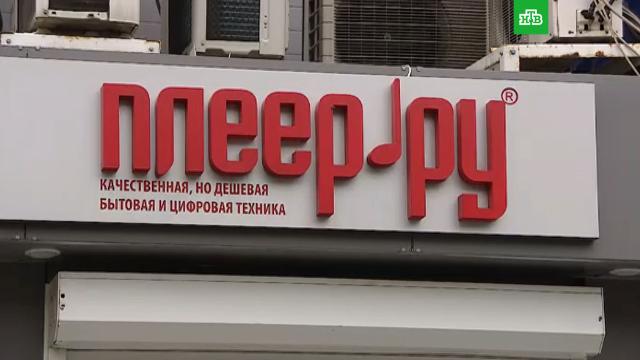 НТВ
плеер.ру®
КАЧЕСТВЕННАЯ, НО ДЕШЕВАЯ
БЫТОВАЯ И ЦИФРОВАЯ ТЕХНИКА